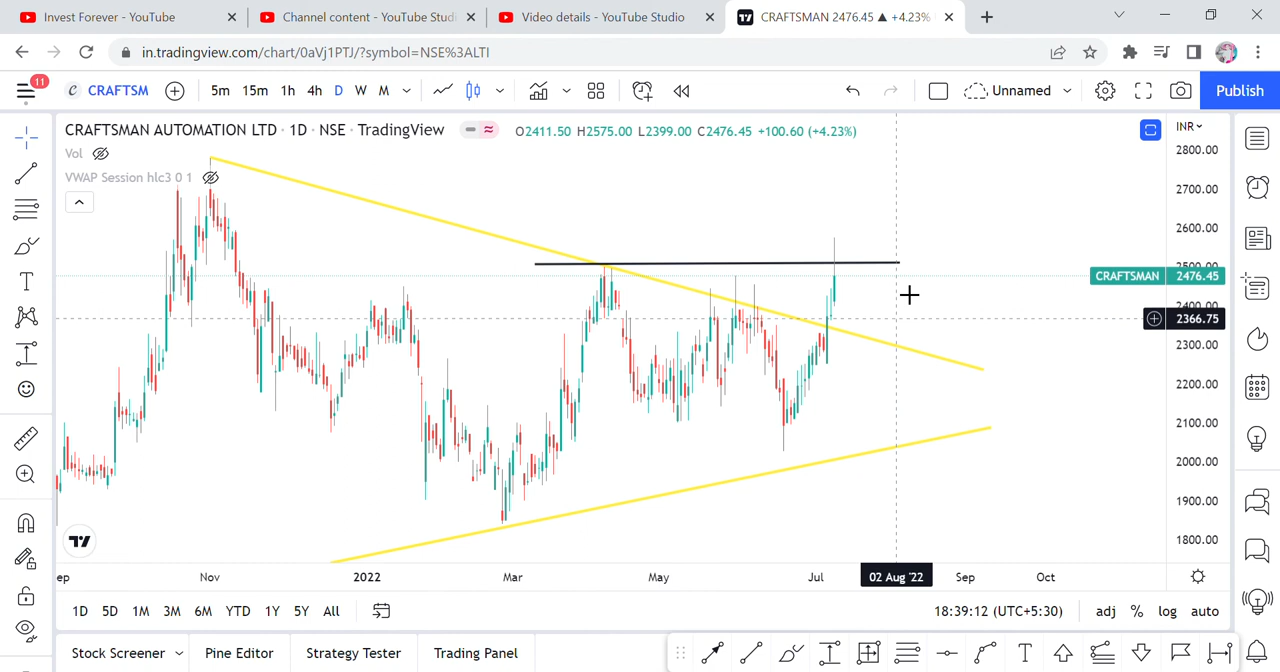 Invest Forever - YouTube
Channel content - YouTube Stud
Video details - YouTube Studio
CRAFTSMAN 2476.45 ▲ +4.23%
in.tradingview.com/chart/0aVj1PTJ/?symbol=NSE%3ALTI
11
CRAFTSM
5m 15m 1h 4h D W M
Unnamed
Publish
CRAFTSMAN AUTOMATION LTD · 1D · NSE · TradingView
O2411.50 H2575.00 L2399.00 C2476.45 +100.60 (+4.23%)
INR
Vol
VWAP Session hlc3 0 1
2800.00
2700.00
2600.00
2500.00
CRAFTSMAN 2476.45
2400.00
2366.75
2300.00
2200.00
2100.00
2000.00
1900.00
1800.00
ep Nov 2022 Mar May Jul 02 Aug '22 Sep Oct
1D 5D 1M 3M 6M YTD 1Y 5Y All
18:39:12 (UTC+5:30) adj % log auto
Stock Screener Pine Editor Strategy Tester Trading Panel